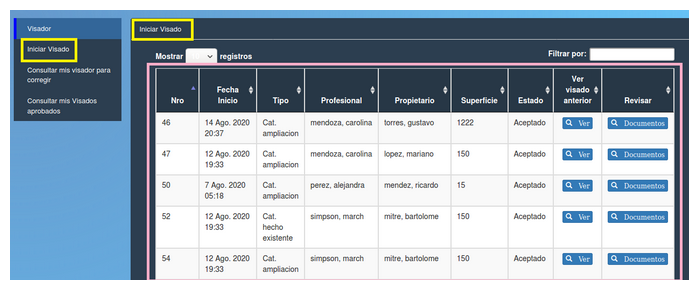 Visador
Iniciar Visado
Consultar mis visador para
corregir
Consultar mis Visados
aprobados
Iniciar Visado
Mostrar registros
Filtrar por:
Nro Fecha Inicio Tipo Profesional Propietario Superficie Estado Ver visado anterior Revisar
46 14 Ago. 2020 20:37 Cat. ampliacion mendoza, carolina torres, gustavo 1222 Aceptado Ver Documentos
47 12 Ago. 2020 19:33 Cat. ampliacion mendoza, carolina lopez, mariano 150 Aceptado Ver Documentos
50 7 Ago. 2020 05:18 Cat. ampliacion perez, alejandra mendez, ricardo 15 Aceptado Ver Documentos
52 12 Ago. 2020 19:33 Cat. hecho existente simpson, march mitre, bartolome 150 Aceptado Ver Documentos
54 12 Ago. 2020 19:33 Cat. ampliacion simpson, march mitre, bartolome 150 Aceptado Ver Documentos